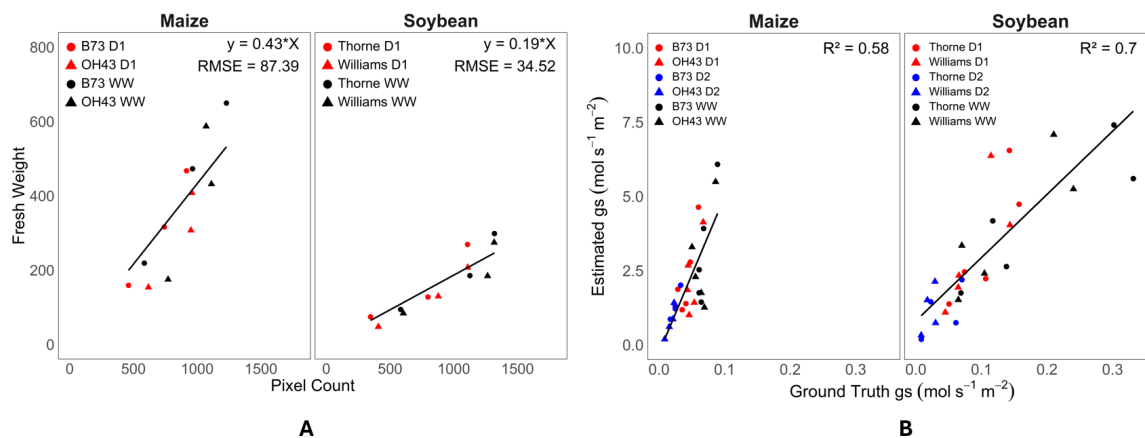 Maize
Soybean
Maize
Soybean
800
600
400
200
0
Fresh Weight
B73 D1
OH43 D1
B73 WW
OH43 WW
y = 0.43*X
RMSE = 87.39
Thorne D1
Williams D1
Thorne WW
Williams WW
y = 0.19*X
RMSE = 34.52
0 500 1000 1500
0 500 1000 1500
Pixel Count
A
10.0
7.5
5.0
2.5
0.0
Estimated gs (mol s⁻¹ m⁻²)
B73 D1
OH43 D1
B73 D2
OH43 D2
B73 WW
OH43 WW
R² = 0.58
Thorne D1
Williams D1
Thorne D2
Williams D2
Thorne WW
Williams WW
R² = 0.7
0.0 0.1 0.2 0.3
0.0 0.1 0.2 0.3
Ground Truth gs (mol s⁻¹ m⁻²)
B